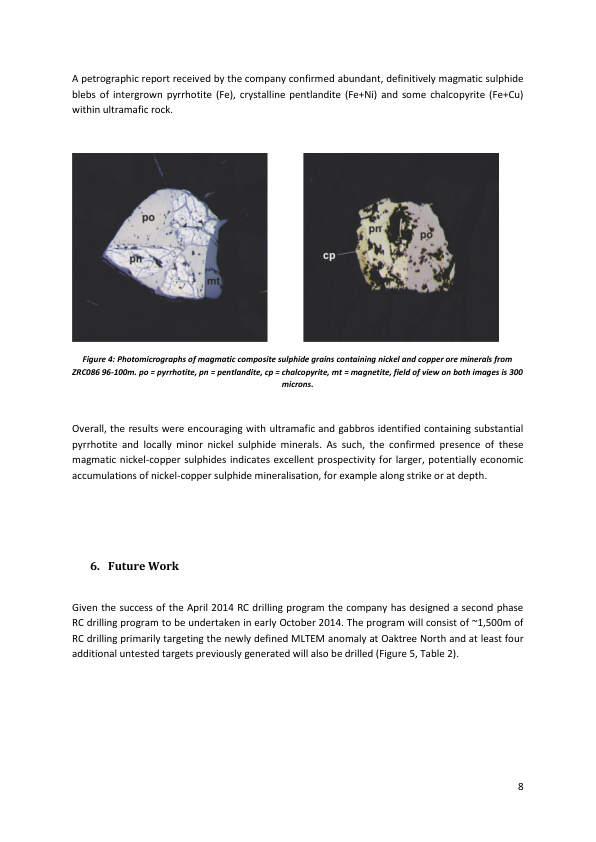 A petrographic report received by the company confirmed abundant, definitively magmatic sulphide
blebs of intergrown pyrrhotite (Fe), crystalline pentlandite (Fe+Ni) and some chalcopyrite (Fe+Cu)
within ultramafic rock.
po
pn
mt
pn
po
cp
Figure 4: Photomicrographs of magmatic composite sulphide grains containing nickel and copper ore minerals from
ZRC086 96-100m. po = pyrrhotite, pn = pentlandite, cp = chalcopyrite, mt = magnetite, field of view on both images is 300
microns.
Overall, the results were encouraging with ultramafic and gabbros identified containing substantial
pyrrhotite and locally minor nickel sulphide minerals. As such, the confirmed presence of these
magmatic nickel-copper sulphides indicates excellent prospectivity for larger, potentially economic
accumulations of nickel-copper sulphide mineralisation, for example along strike or at depth.
6. Future Work
Given the success of the April 2014 RC drilling program the company has designed a second phase
RC drilling program to be undertaken in early October 2014. The program will consist of ~1,500m of
RC drilling primarily targeting the newly defined MLTEM anomaly at Oaktree North and at least four
additional untested targets previously generated will also be drilled (Figure 5, Table 2).
8